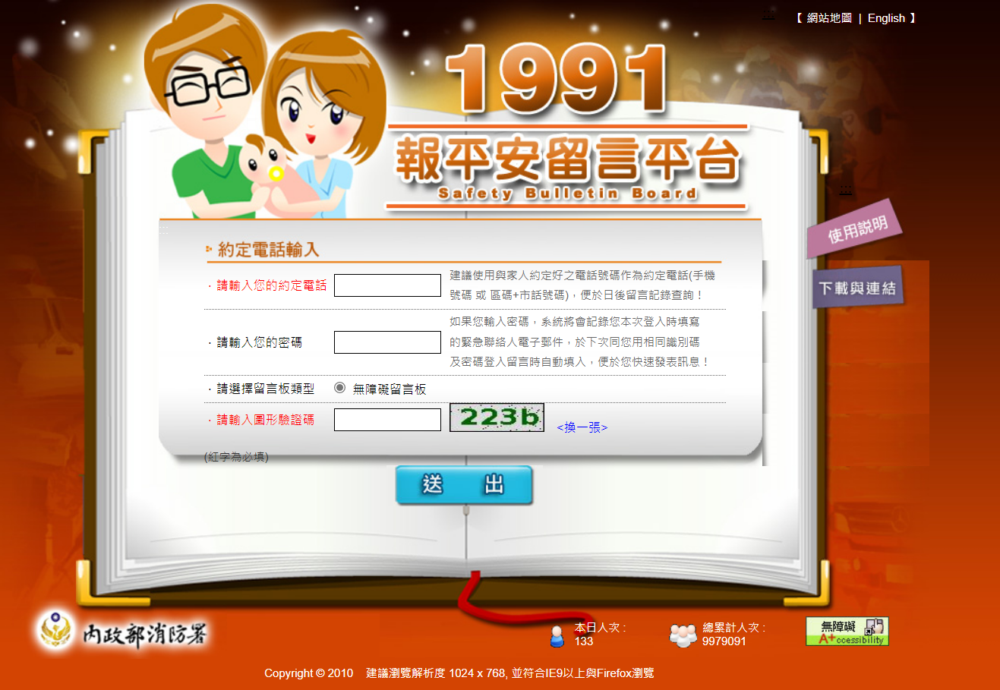 【 網站地圖 | English 】
1991
報平安留言平台
Safety Bulletin Board
使用説明
下載與連結
約定電話輸入
· 請輸入您的約定電話
建議使用與家人約定好之電話號碼作為約定電話(手機
號碼 或 區碼+市話號碼)，便於日後留言記錄查詢！
· 請輸入您的密碼
如果您輸入密碼，系統將會記錄您本次登入時填寫
的緊急聯絡人電子郵件，於下次同您用相同識別碼
及密碼登入留言時自動填入，便於您快速發表訊息！
· 請選擇留言板類型 無障礙留言板
· 請輸入圖形驗證碼 223b <換一張>
(紅字為必填)
送 出
內政部消防署
本日人次 :
133
總累計人次 :
9979091
無障礙
A+ccessibility
Copyright © 2010 建議瀏覽解析度 1024 x 768, 並符合IE9以上與Firefox瀏覽